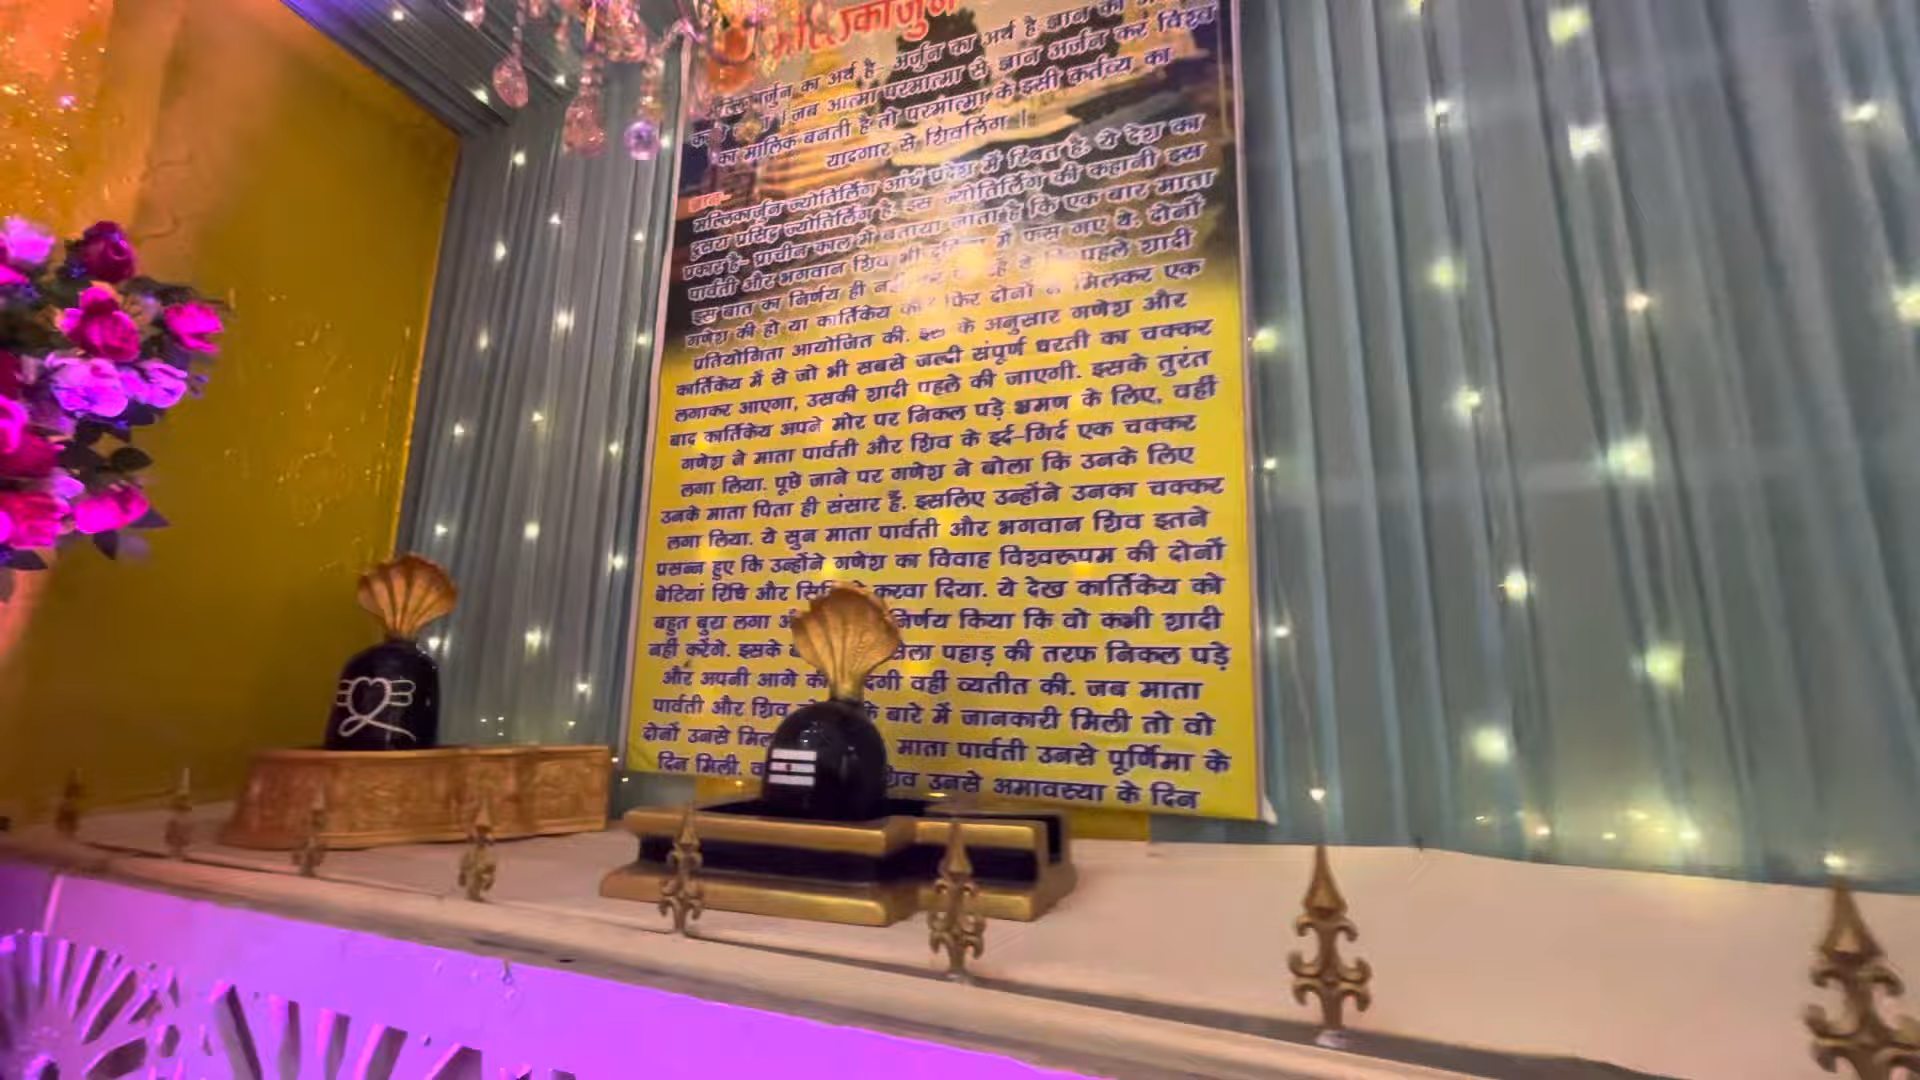 मल्लिकार्जुन
का अर्थ है- अर्जुन का अर्थ है ज्ञान का
जब आत्मा परमात्मा से ज्ञान अर्जन कर विश्व
का मालिक बनती है तो परमात्मा के इसी कर्तव्य का
यादगार से शिवलिंग ।
मल्लिकार्जुन ज्योतिर्लिंग आंध्र प्रदेश में स्थित है. ये देश का
दूसरा प्रसिद्ध ज्योतिर्लिंग है. इस ज्योतिर्लिंग की कहानी इस
प्रकार है- प्राचीन काल में बताया जाता है कि एक बार माता
पार्वती और भगवान शिव भी में फंस गए थे. दोनों
इस बात का निर्णय ही पहले शादी
गणेश की हो या कार्तिकेय फिर दोनों मिलकर एक
प्रतियोगिता आयोजित की. के अनुसार गणेश और
कार्तिकेय में से जो भी सबसे जल्दी संपूर्ण धरती का चक्कर
लगाकर आएगा, उसकी शादी पहले की जाएगी. इसके तुरंत
बाद कार्तिकेय अपने मोर पर निकल पड़े भ्रमण के लिए, वहीं
गणेश ने माता पार्वती और शिव के इर्द-गिर्द एक चक्कर
लगा लिया. पूछे जाने पर गणेश ने बोला कि उनके लिए
उनके माता पिता ही संसार हैं. इसलिए उन्होंने उनका चक्कर
लगा लिया. ये सुन माता पार्वती और भगवान शिव इतने
प्रसन्न हुए कि उन्होंने गणेश का विवाह विश्वरूपम की दोनों
बेटियां रिधि और करवा दिया. ये देख कार्तिकेय को
बहुत बुरा लगा निर्णय किया कि वो कभी शादी
नहीं करेंगे. इसके पहाड़ की तरफ निकल पड़े
और अपनी आगे वहीं व्यतीत की. जब माता
पार्वती और शिव के बारे में जानकारी मिली तो वो
दोनों उनसे माता पार्वती उनसे पूर्णिमा के
दिन मिली. शिव उनसे अमावस्या के दिन